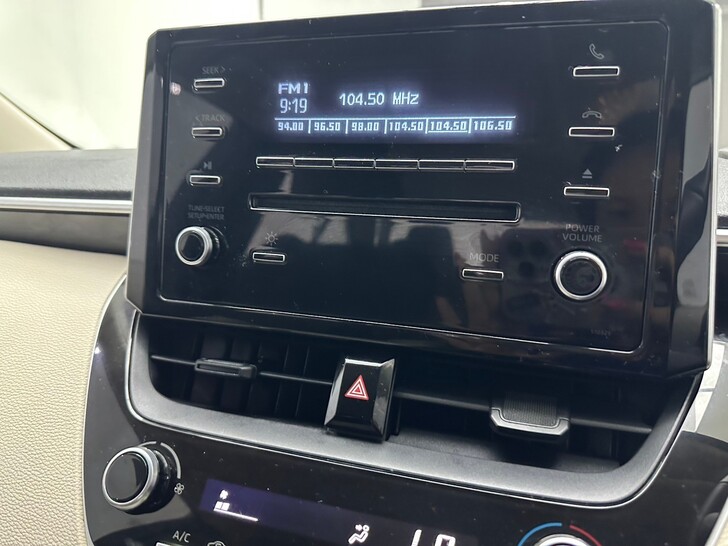 SEEK >
FM1
9:19
104.50 MHz
< TRACK
94.00 96.50 98.00 104.50 104.50 106.50
TUNE·SELECT
SETUP·ENTER
POWER
VOLUME
MODE
A/C